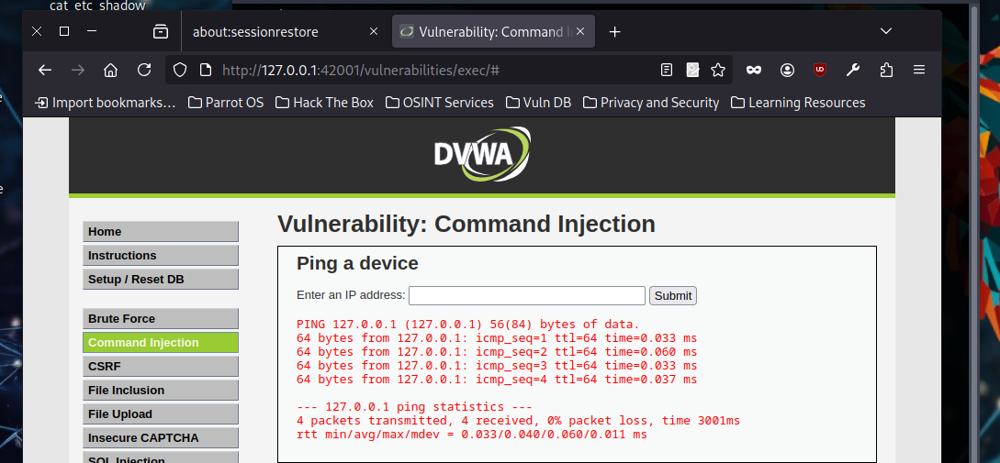 cat etc shadow
about:sessionrestore
Vulnerability: Command I
http://127.0.0.1:42001/vulnerabilities/exec/#
Import bookmarks…
Parrot OS
Hack The Box
OSINT Services
Vuln DB
Privacy and Security
Learning Resources
DVWA
Home
Instructions
Setup / Reset DB
Brute Force
Command Injection
CSRF
File Inclusion
File Upload
Insecure CAPTCHA
SQL Injection
Vulnerability: Command Injection
Ping a device
Enter an IP address:
Submit
PING 127.0.0.1 (127.0.0.1) 56(84) bytes of data.
64 bytes from 127.0.0.1: icmp_seq=1 ttl=64 time=0.033 ms
64 bytes from 127.0.0.1: icmp_seq=2 ttl=64 time=0.060 ms
64 bytes from 127.0.0.1: icmp_seq=3 ttl=64 time=0.033 ms
64 bytes from 127.0.0.1: icmp_seq=4 ttl=64 time=0.037 ms
--- 127.0.0.1 ping statistics ---
4 packets transmitted, 4 received, 0% packet loss, time 3001ms
rtt min/avg/max/mdev = 0.033/0.040/0.060/0.011 ms